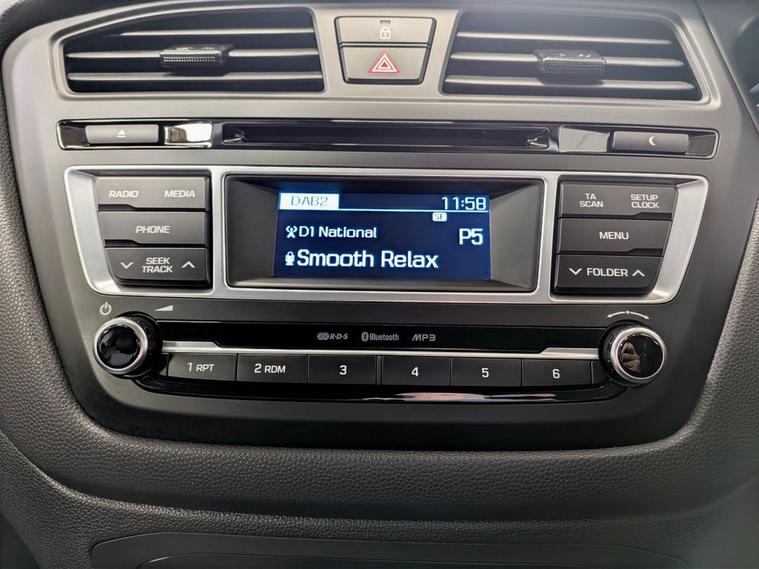 RADIO MEDIA
PHONE
SEEK
TRACK
DAB2 11:58
SF
D1 National P5
Smooth Relax
TA
SCAN
SETUP
CLOCK
MENU
FOLDER
R·D·S Bluetooth MP3
1 RPT 2 RDM 3 4 5 6